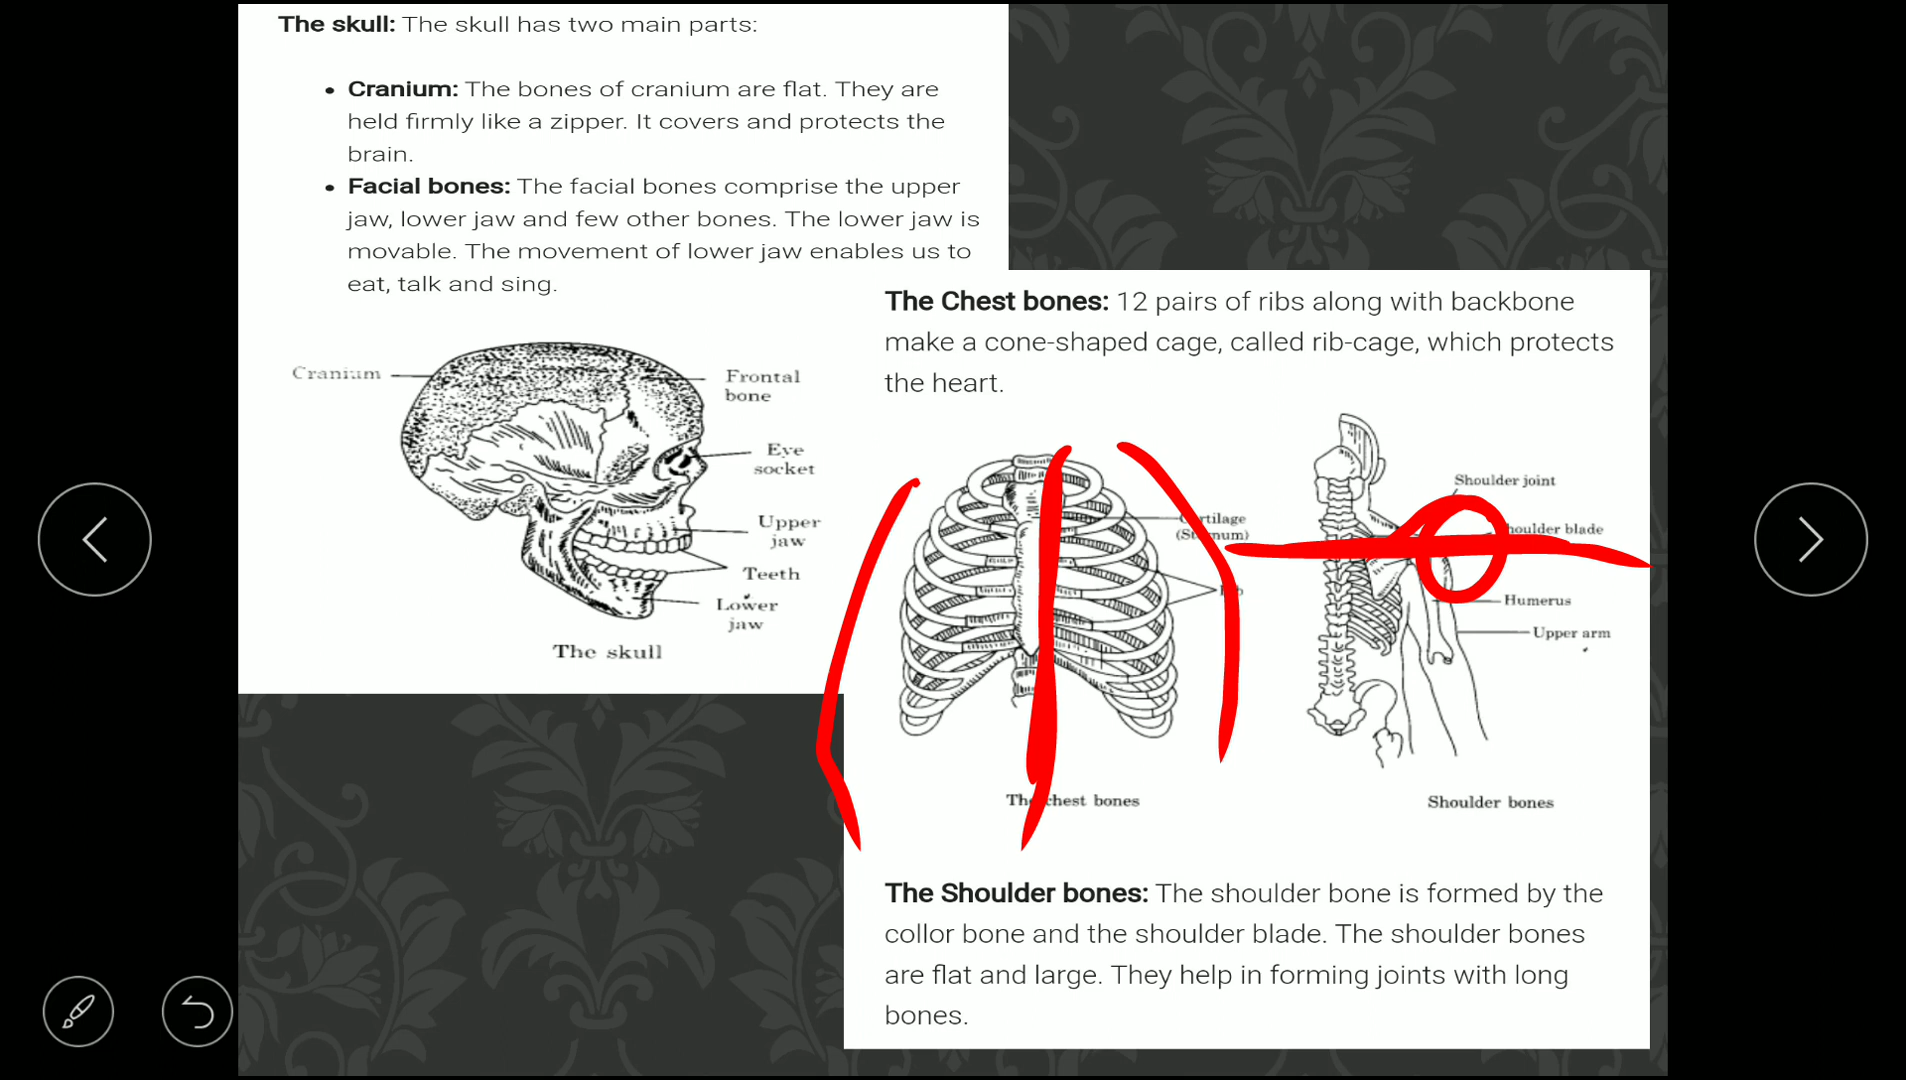 The skull: The skull has two main parts:
• Cranium: The bones of cranium are flat. They are
held firmly like a zipper. It covers and protects the
brain.
• Facial bones: The facial bones comprise the upper
jaw, lower jaw and few other bones. The lower jaw is
movable. The movement of lower jaw enables us to
eat, talk and sing.
Cranium
Frontal
bone
Eye
socket
Upper
jaw
Teeth
Lower
jaw
The skull
The Chest bones: 12 pairs of ribs along with backbone
make a cone-shaped cage, called rib-cage, which protects
the heart.
Cartilage
(Sternum)
The chest bones
Shoulder joint
Shoulder blade
Humerus
Upper arm
Shoulder bones
The Shoulder bones: The shoulder bone is formed by the
collor bone and the shoulder blade. The shoulder bones
are flat and large. They help in forming joints with long
bones.